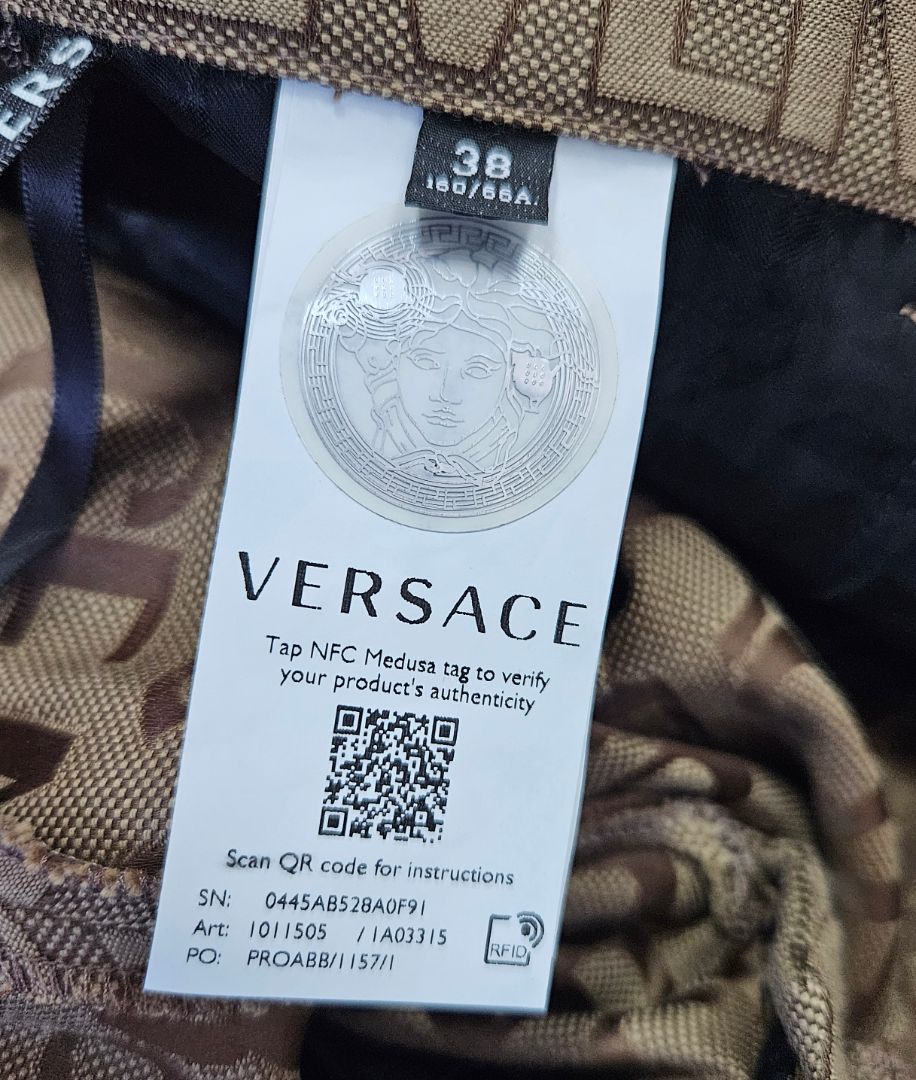 ERS
38
160/66A.
VERSACE
Tap NFC Medusa tag to verify
your product's authenticity
Scan QR code for instructions
SN: 0445AB528A0F91
Art: 1011505 / 1A03315
PO: PROABB/1157/1
RFID